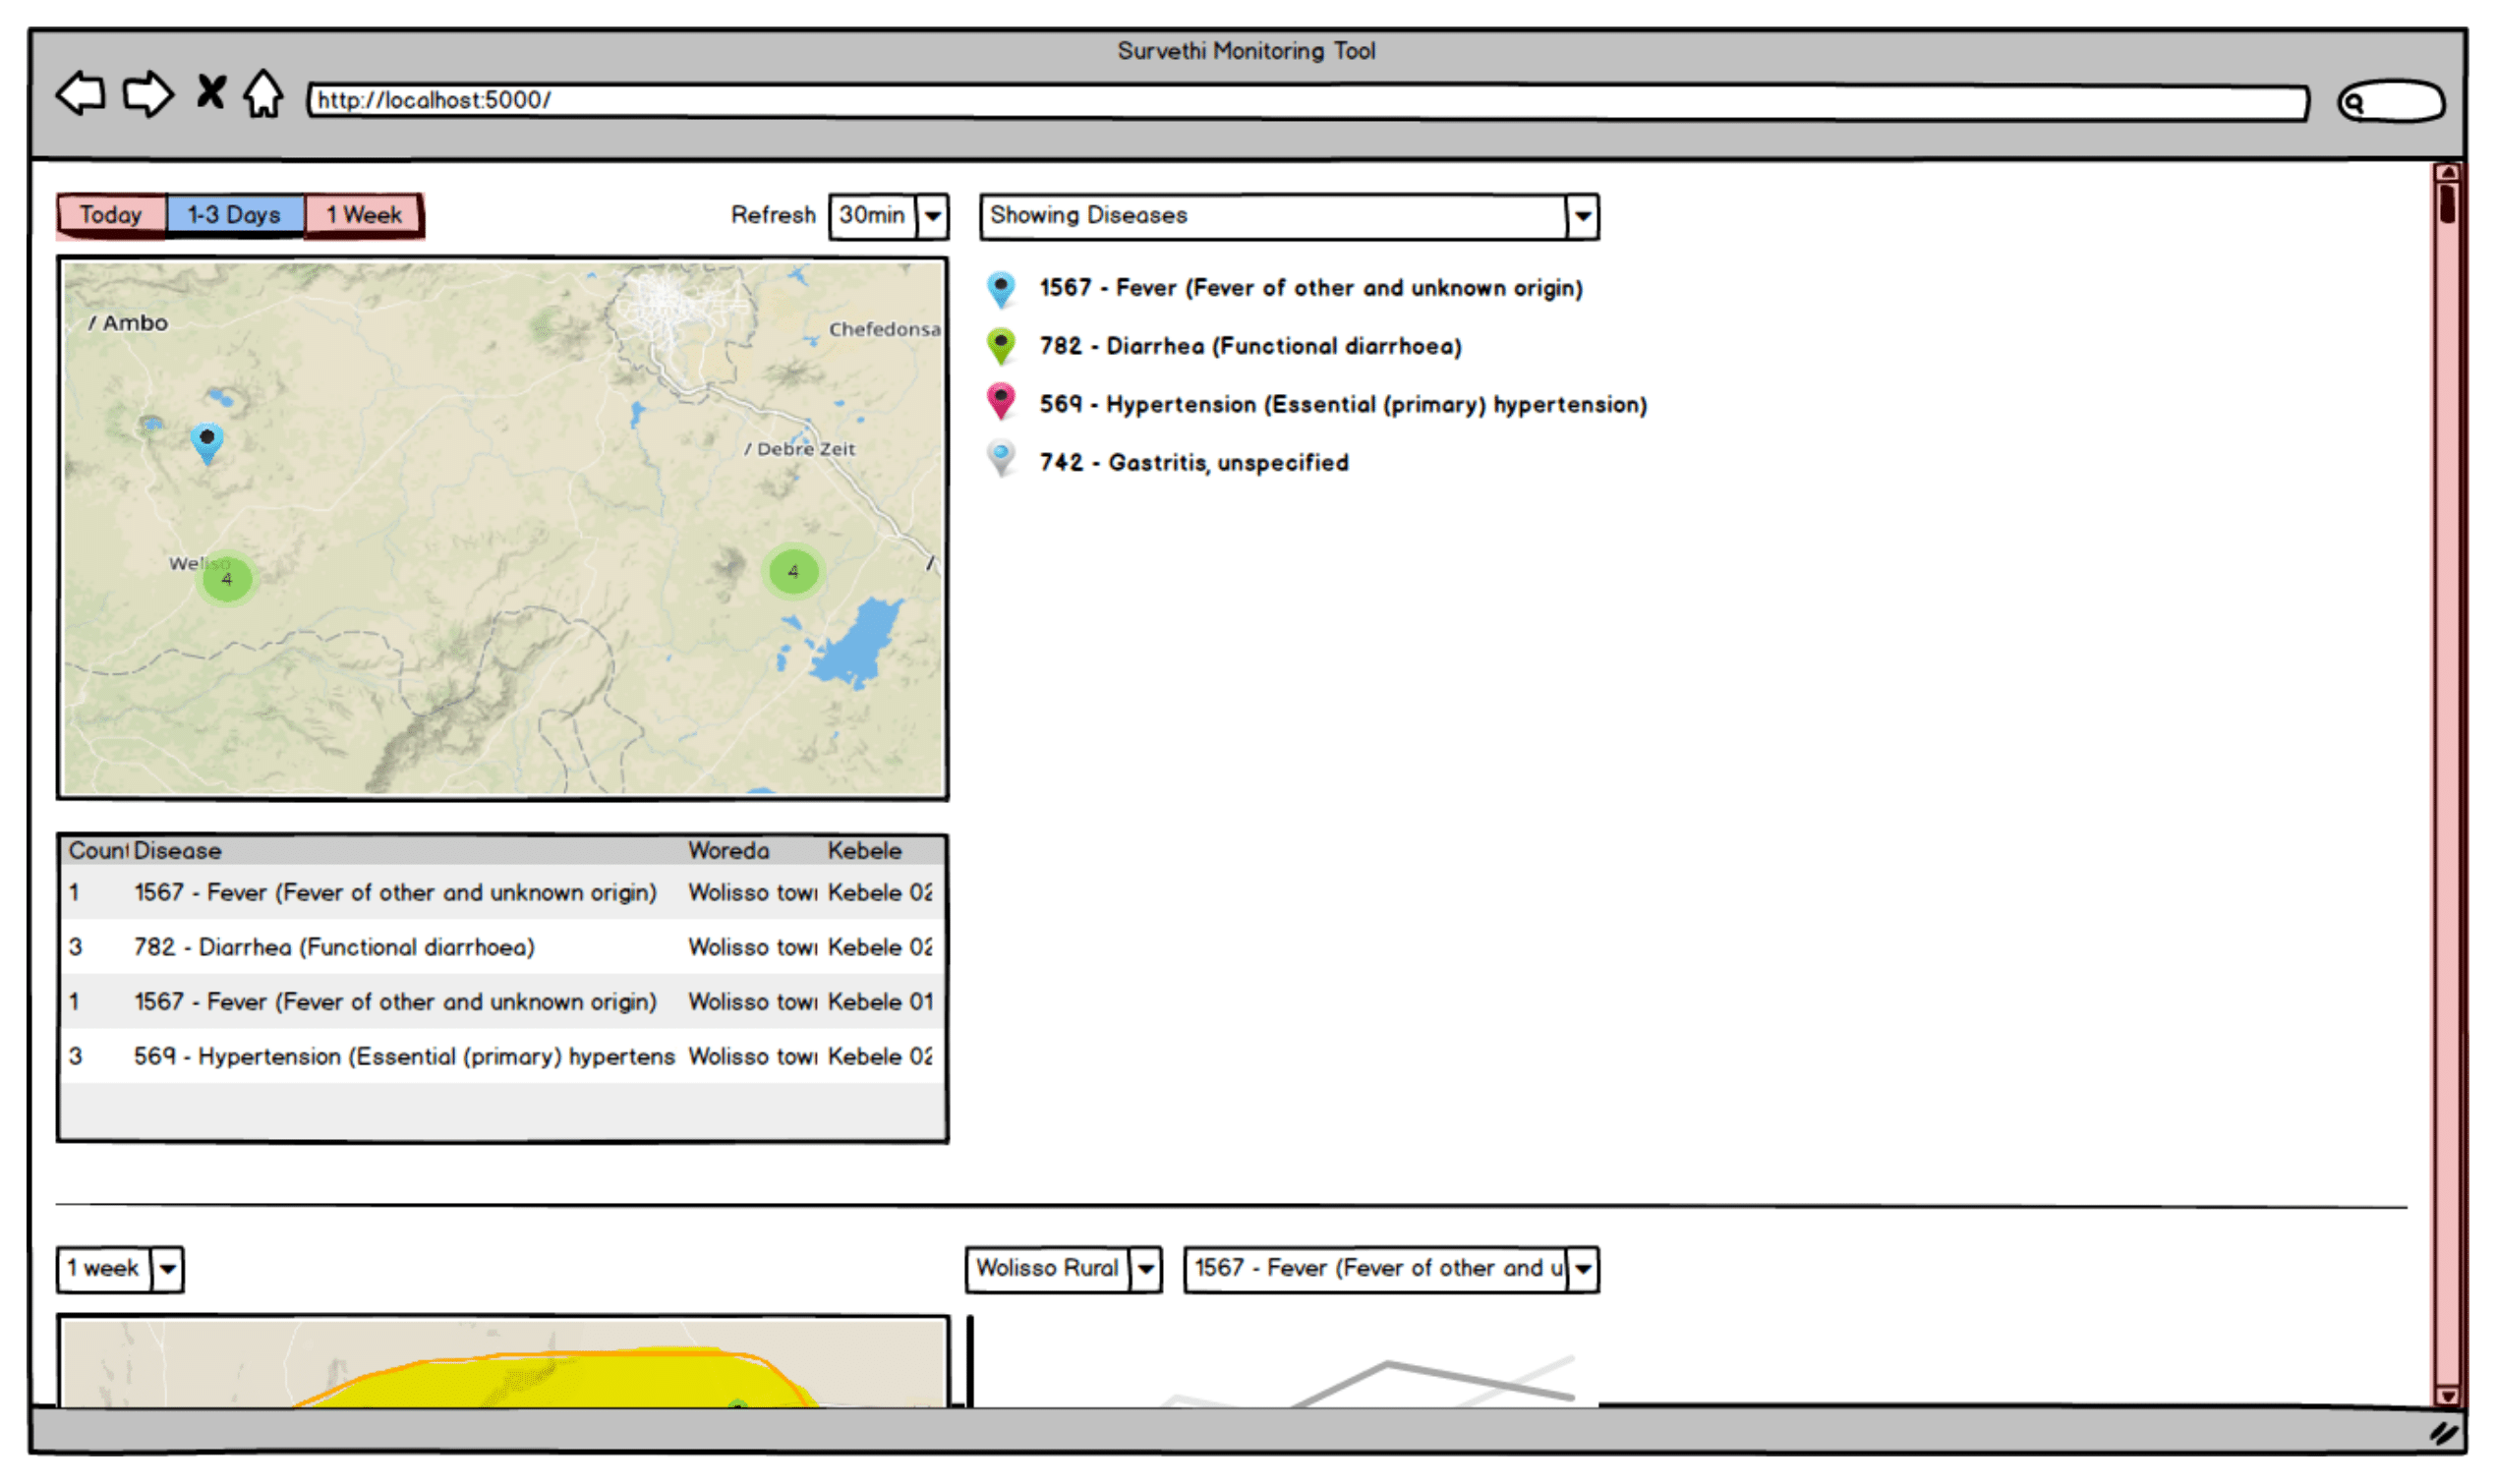 Survethi Monitoring Tool
http://localhost:5000/
Today 1-3 Days 1 Week Refresh 30min Showing Diseases
1567 - Fever (Fever of other and unknown origin)
782 - Diarrhea (Functional diarrhoea)
569 - Hypertension (Essential (primary) hypertension)
742 - Gastritis, unspecified
/ Ambo
Chefedonsa
/ Debre Zeit
Weliso
4
4
/
Count Disease Woreda Kebele
1 1567 - Fever (Fever of other and unknown origin) Wolisso town Kebele 02
3 782 - Diarrhea (Functional diarrhoea) Wolisso town Kebele 02
1 1567 - Fever (Fever of other and unknown origin) Wolisso town Kebele 01
3 569 - Hypertension (Essential (primary) hypertens Wolisso town Kebele 02
1 week Wolisso Rural 1567 - Fever (Fever of other and u